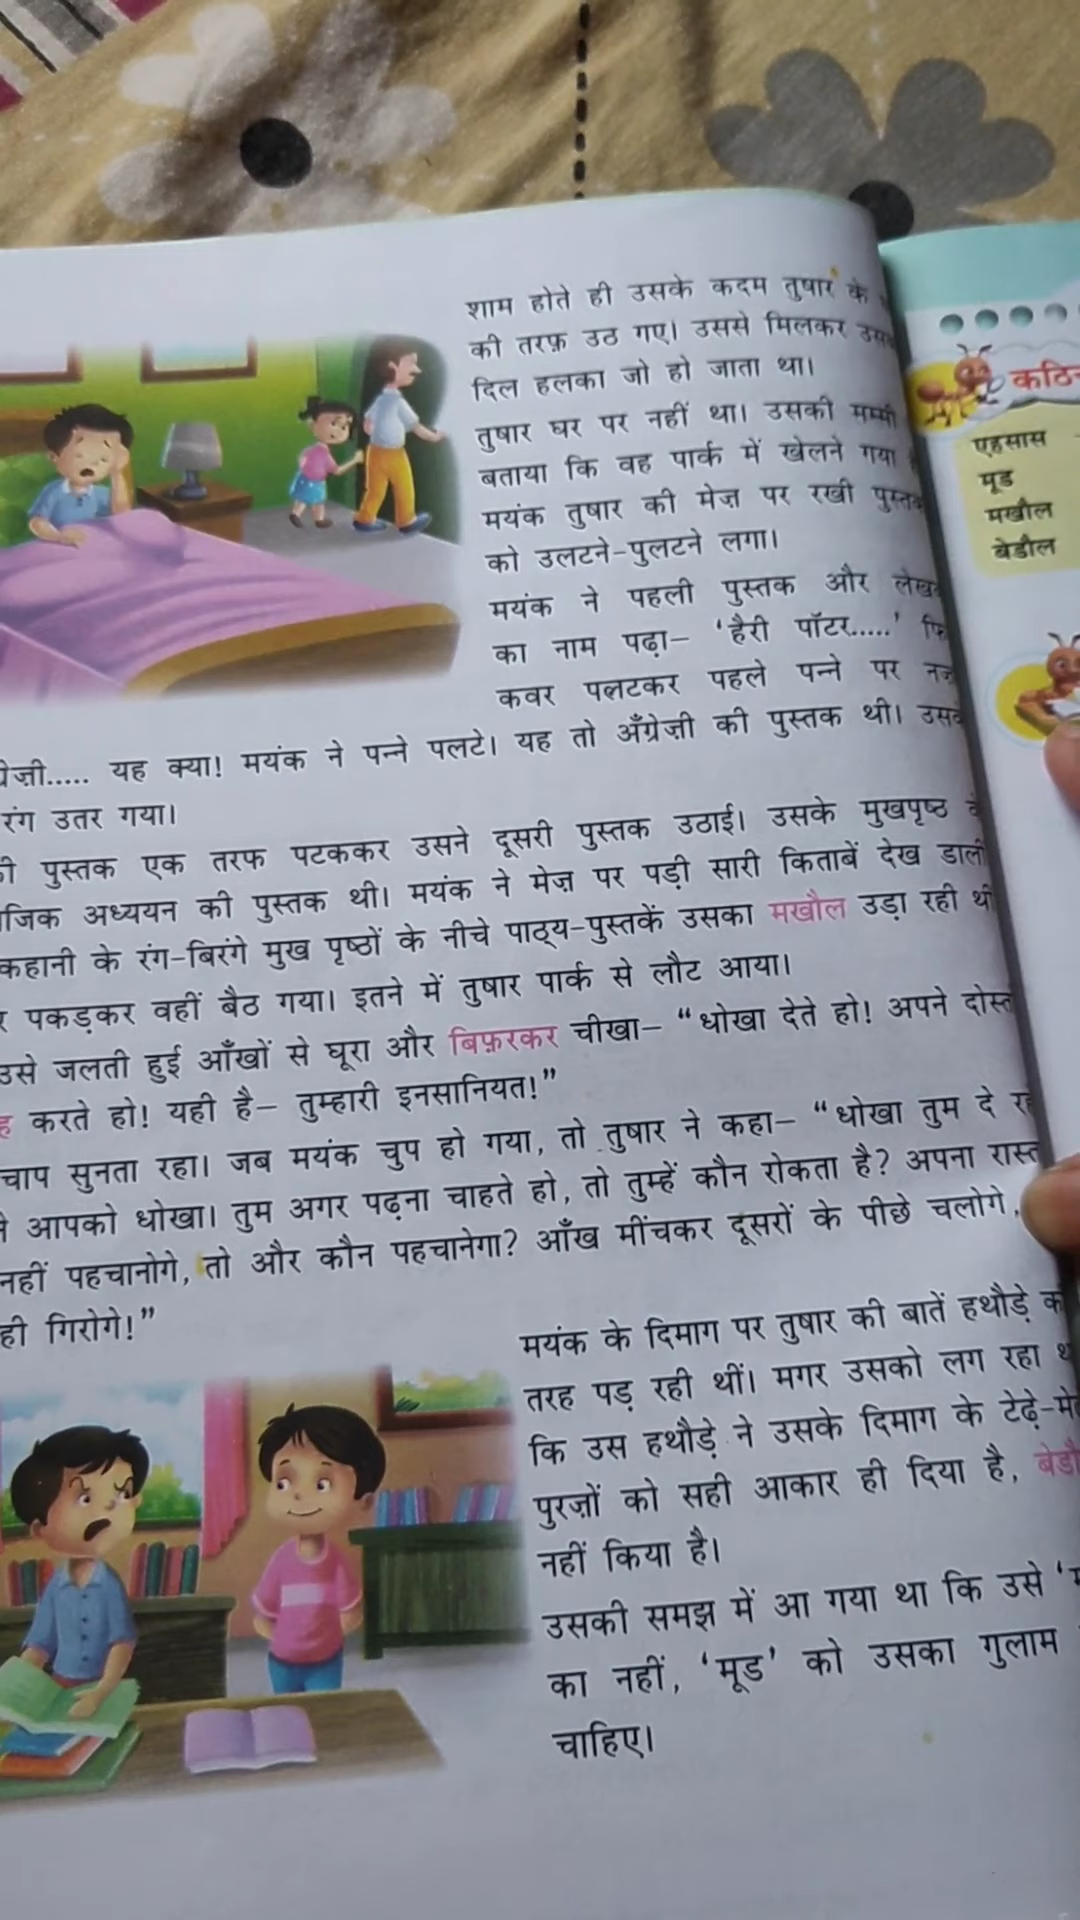 शाम होते ही उसके कदम तुषार के
की तरफ़ उठ गए। उससे मिलकर
दिल हलका जो हो जाता था।
तुषार घर पर नहीं था। उसकी मम्मी
बताया कि वह पार्क में खेलने गया
मयंक तुषार की मेज़ पर रखी
को उलटने-पुलटने लगा।
मयंक ने पहली पुस्तक और
का नाम पढ़ा– ‘हैरी पॉटर.....’
कवर पलटकर पहले पन्ने पर
यह क्या! मयंक ने पन्ने पलटे। यह तो अँग्रेज़ी की पुस्तक थी।
रंग उतर गया।
पुस्तक एक तरफ पटककर उसने दूसरी पुस्तक उठाई। उसके मुखपृष्ठ
अध्ययन की पुस्तक थी। मयंक ने मेज़ पर पड़ी सारी किताबें देख डाली
कहानी के रंग-बिरंगे मुख पृष्ठों के नीचे पाठ्य-पुस्तकें उसका मखौल उड़ा रही
पकड़कर वहीं बैठ गया। इतने में तुषार पार्क से लौट आया।
उसे जलती हुई आँखों से घूरा और बिफ़रकर चीखा– “धोखा देते हो! अपने
करते हो! यही है– तुम्हारी इनसानियत!”
चाप सुनता रहा। जब मयंक चुप हो गया, तो तुषार ने कहा– “धोखा तुम दे
आपको धोखा। तुम अगर पढ़ना चाहते हो, तो तुम्हें कौन रोकता है? अपना
नहीं पहचानोगे, तो और कौन पहचानेगा? आँख मींचकर दूसरों के पीछे चलोगे,
ही गिरोगे!”
मयंक के दिमाग पर तुषार की बातें हथौड़े
तरह पड़ रही थीं। मगर उसको लग रहा
कि उस हथौड़े ने उसके दिमाग के
पुरज़ों को सही आकार ही दिया है,
नहीं किया है।
उसकी समझ में आ गया था कि उसे
का नहीं, ‘मूड’ को उसका गुलाम
चाहिए।
एहसास
मूड
मखौल
बेडौल